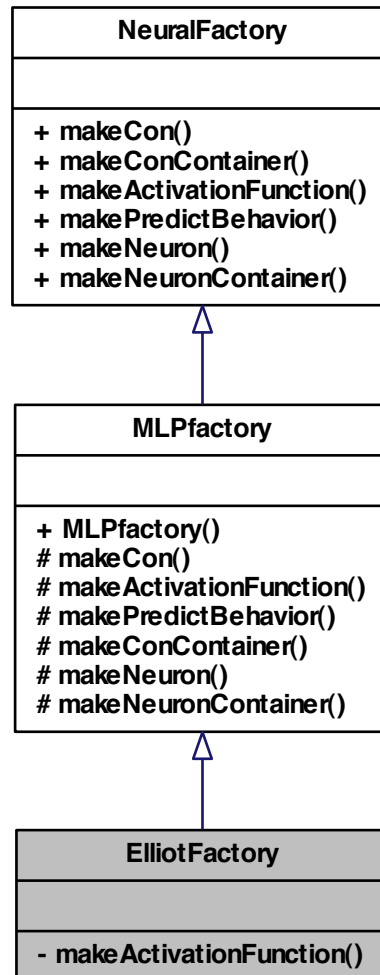 NeuralFactory
+ makeCon()
+ makeConContainer()
+ makeActivationFunction()
+ makePredictBehavior()
+ makeNeuron()
+ makeNeuronContainer()
MLPfactory
+ MLPfactory()
# makeCon()
# makeActivationFunction()
# makePredictBehavior()
# makeConContainer()
# makeNeuron()
# makeNeuronContainer()
ElliotFactory
- makeActivationFunction()